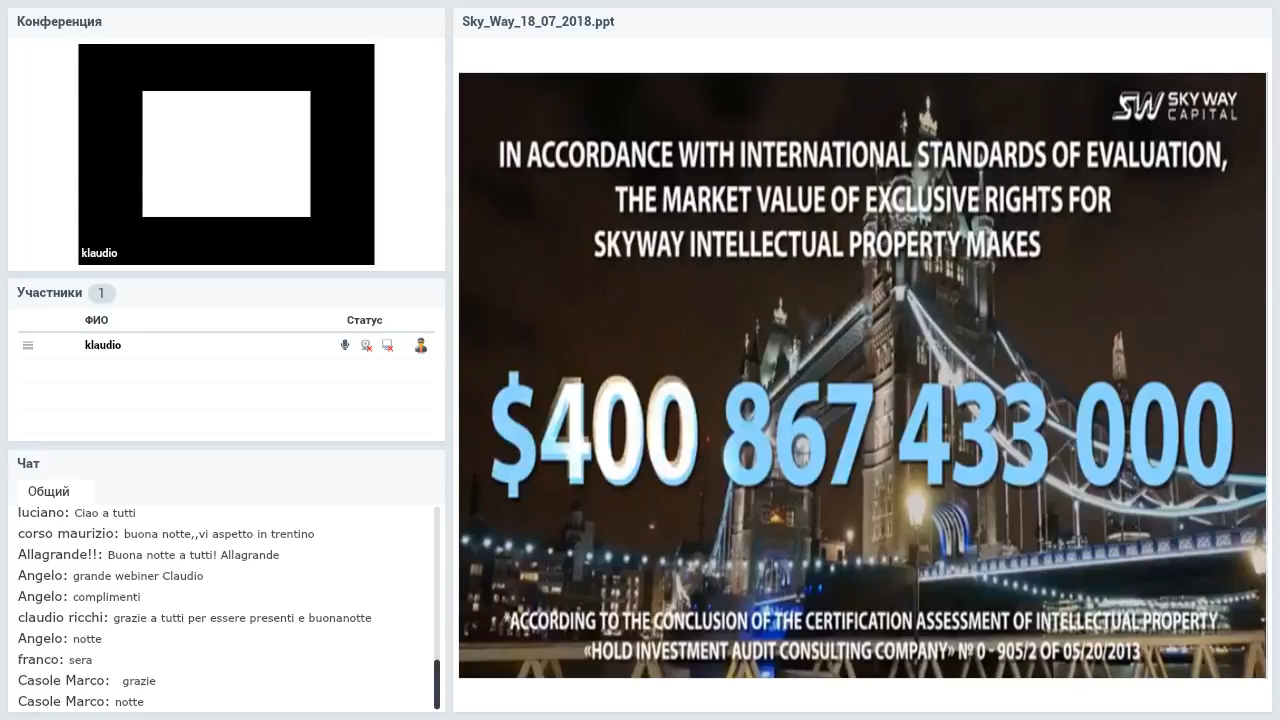 Конференция
klaudio
Участники 1
ФИО Статус
klaudio
Чат
Общий
luciano: Ciao a tutti
corso maurizio: buona notte,,vi aspetto in trentino
Allagrande!!: Buona notte a tutti! Allagrande
Angelo: grande webiner Claudio
Angelo: complimenti
claudio ricchi: grazie a tutti per essere presenti e buonanotte
Angelo: notte
franco: sera
Casole Marco: grazie
Casole Marco: notte
Sky_Way_18_07_2018.ppt
SW SKY WAY
CAPITAL
IN ACCORDANCE WITH INTERNATIONAL STANDARDS OF EVALUATION,
THE MARKET VALUE OF EXCLUSIVE RIGHTS FOR
SKYWAY INTELLECTUAL PROPERTY MAKES
$400 867 433 000
*ACCORDING TO THE CONCLUSION OF THE CERTIFICATION ASSESSMENT OF INTELLECTUAL PROPERTY
«HOLD INVESTMENT AUDIT CONSULTING COMPANY» № 0 - 905/2 OF 05/20/2013